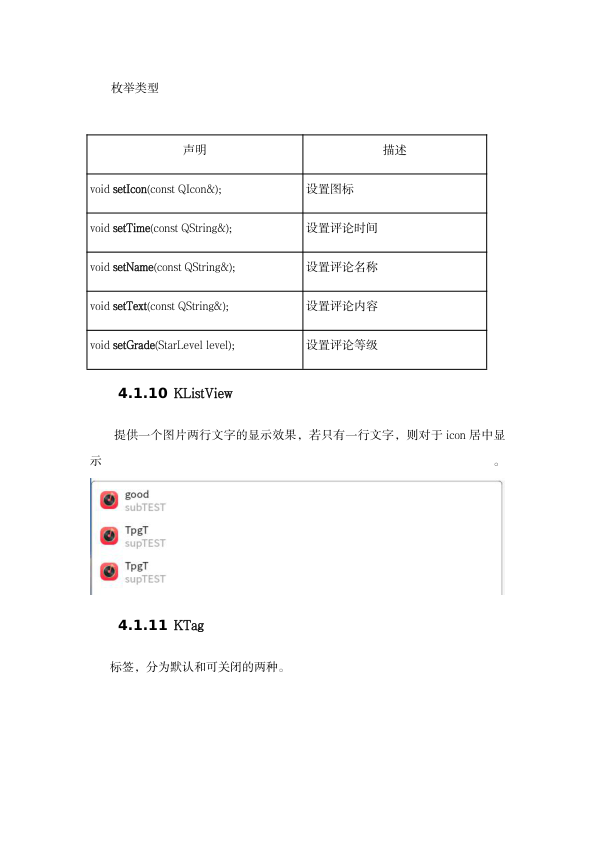 枚举类型
声明 描述
void setIcon(const QIcon&); 设置图标
void setTime(const QString&); 设置评论时间
void setName(const QString&); 设置评论名称
void setText(const QString&); 设置评论内容
void setGrade(StarLevel level); 设置评论等级
4.1.10 KListView
提供一个图片两行文字的显示效果，若只有一行文字，则对于 icon 居中显
示。
good
subTEST
TpgT
supTEST
TpgT
supTEST
4.1.11 KTag
标签，分为默认和可关闭的两种。